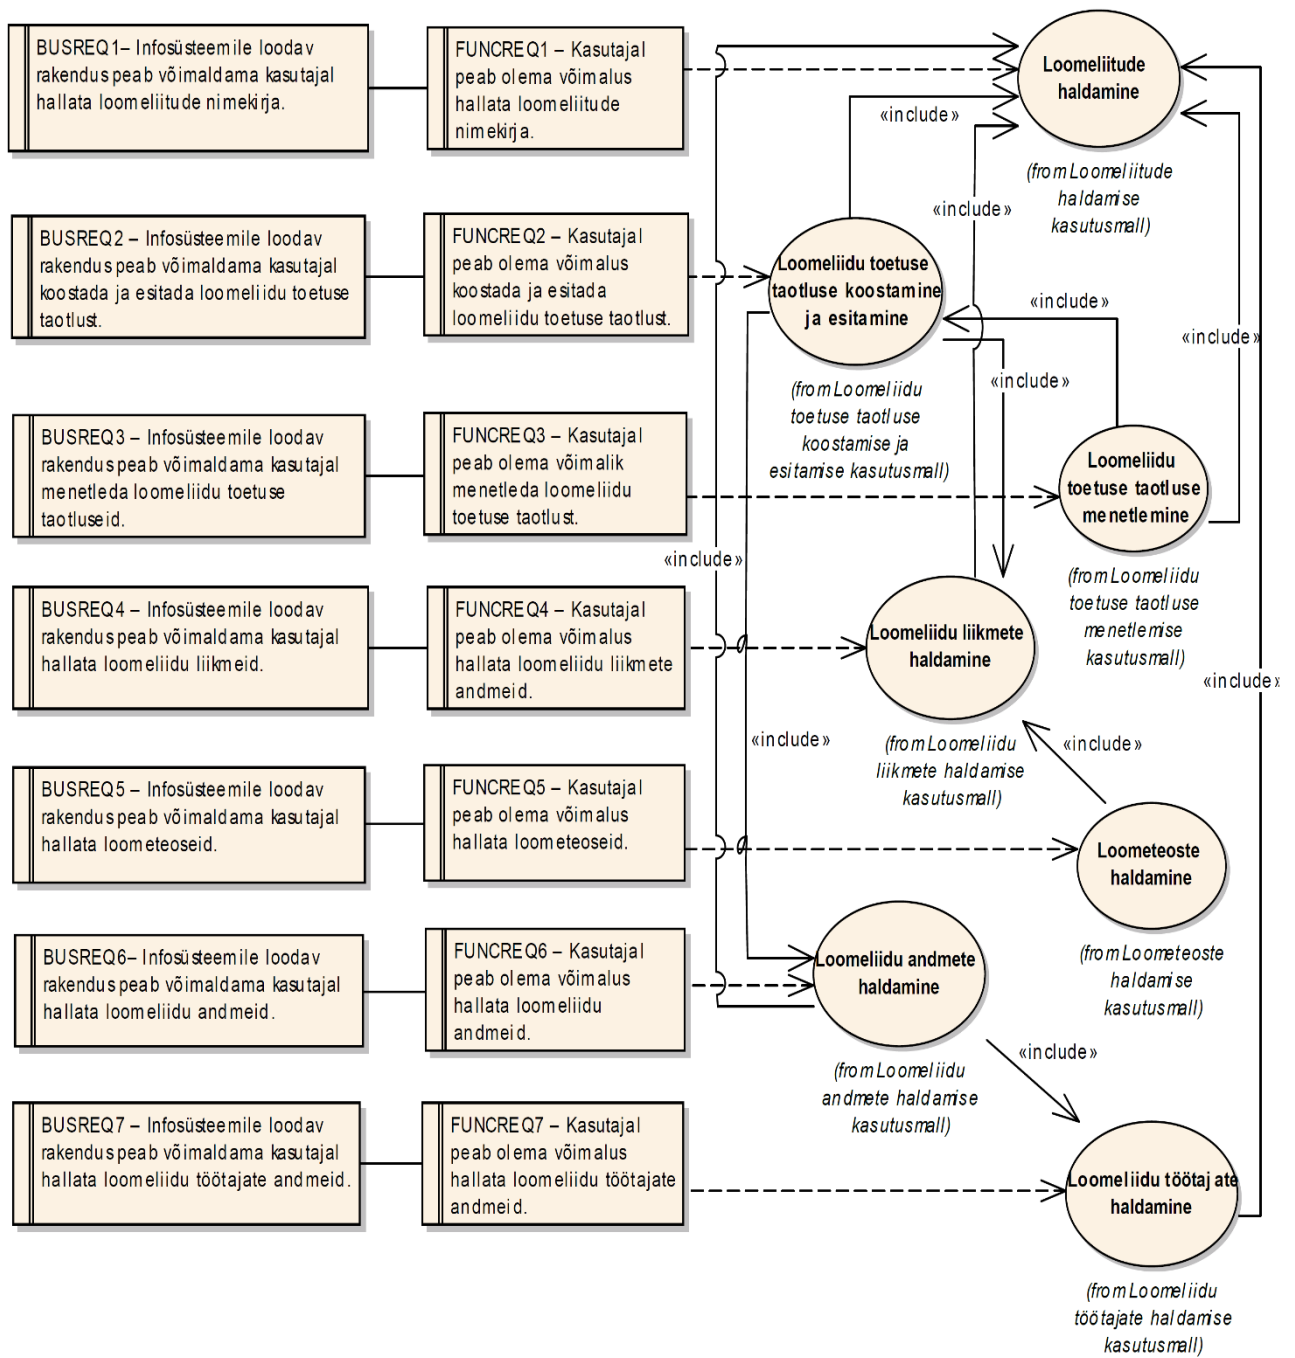 BUSREQ1– Infosüsteemile loodav
rakendus peab võimaldama kasutajal
hallata loomeliitude nimekirja.
FUNCREQ1 – Kasutajal
peab olema võimalus
hallata loomeliitude
nimekirja.
Loomeliitude
haldamine
(from Loomeliitude
haldamise
kasutusmall)
«include»
«include»
BUSREQ2 – Infosüsteemile loodav
rakendus peab võimaldama kasutajal
koostada ja esitada loomeliidu toetuse
taotlust.
FUNCREQ2 – Kasutajal
peab olema võimalus
koostada ja esitada
loomeliidu toetuse taotlust.
Loomeliidu toetuse
taotluse koostamine
ja esitamine
(from Loomeliidu
toetuse taotluse
koostamise ja
esitamise kasutusmall)
«include»
«include»
«include»
BUSREQ3 – Infosüsteemile loodav
rakendus peab võimaldama kasutajal
menetleda loomeliidu toetuse
taotluseid.
FUNCREQ3 – Kasutajal
peab olema võimalik
menetleda loomeliidu
toetuse taotlust.
Loomeliidu
toetuse taotluse
menetlemine
(from Loomeliidu
toetuse taotluse
menetlemise
kasutusmall)
«include»
«include»
BUSREQ4 – Infosüsteemile loodav
rakendus peab võimaldama kasutajal
hallata loomeliidu liikmeid.
FUNCREQ4 – Kasutajal
peab olema võimalus
hallata loomeliidu liikmete
andmeid.
Loomeliidu liikmete
haldamine
(from Loomeliidu
liikmete haldamise
kasutusmall)
«include»
«include»
BUSREQ5 – Infosüsteemile loodav
rakendus peab võimaldama kasutajal
hallata loometeoseid.
FUNCREQ5 – Kasutajal
peab olema võimalus
hallata loometeoseid.
Loometeoste
haldamine
(from Loometeoste
haldamise
kasutusmall)
BUSREQ6– Infosüsteemile loodav
rakendus peab võimaldama kasutajal
hallata loomeliidu andmeid.
FUNCREQ6 – Kasutajal
peab olema võimalus
hallata loomeliidu
andmeid.
Loomeliidu andmete
haldamine
(from Loomeliidu
andmete haldamise
kasutusmall)
«include»
BUSREQ7 – Infosüsteemile loodav
rakendus peab võimaldama kasutajal
hallata loomeliidu töötajate andmeid.
FUNCREQ7 – Kasutajal
peab olema võimalus
hallata loomeliidu töötajate
andmeid.
Loomeliidu töötajate
haldamine
(from Loomeliidu
töötajate haldamise
kasutusmall)